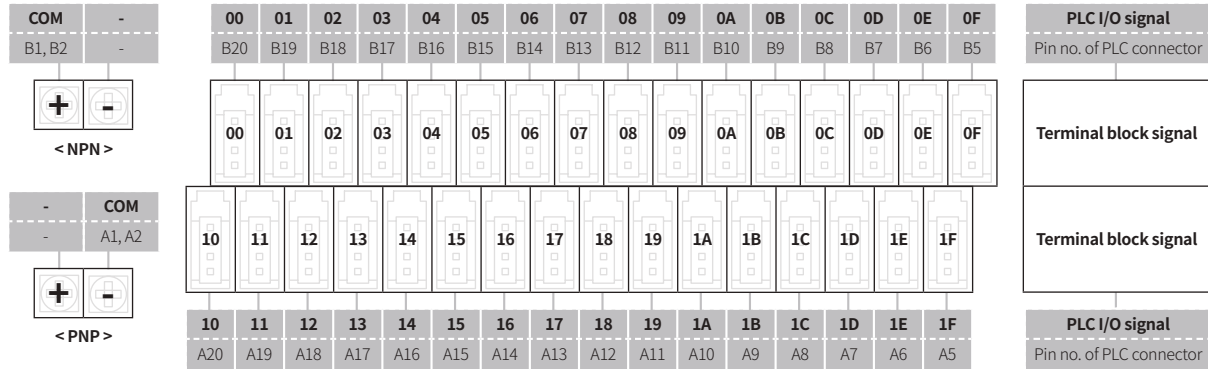 COM - 00 01 02 03 04 05 06 07 08 09 0A 0B 0C 0D 0E 0F PLC I/O signal
B1, B2 - B20 B19 B18 B17 B16 B15 B14 B13 B12 B11 B10 B9 B8 B7 B6 B5 Pin no. of PLC connector
+ -
00 01 02 03 04 05 06 07 08 09 0A 0B 0C 0D 0E 0F Terminal block signal
< NPN >
- COM
- A1, A2
10 11 12 13 14 15 16 17 18 19 1A 1B 1C 1D 1E 1F Terminal block signal
+ -
< PNP >
10 11 12 13 14 15 16 17 18 19 1A 1B 1C 1D 1E 1F PLC I/O signal
A20 A19 A18 A17 A16 A15 A14 A13 A12 A11 A10 A9 A8 A7 A6 A5 Pin no. of PLC connector